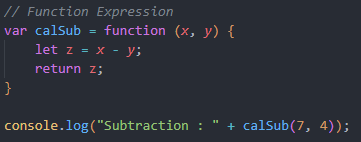 // Function Expression
var calSub = function (x, y) {
    let z = x - y;
    return z;
}

console.log("Subtraction : " + calSub(7, 4));